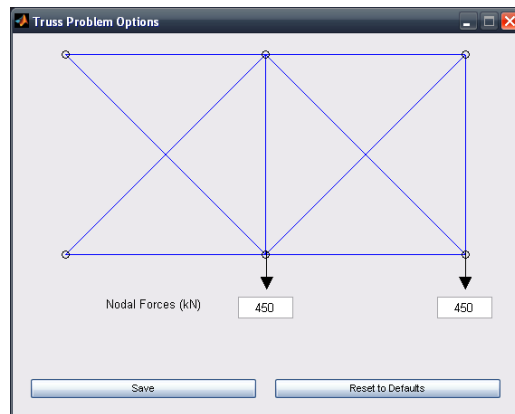 Truss Problem Options
Nodal Forces (kN) 450 450
Save Reset to Defaults